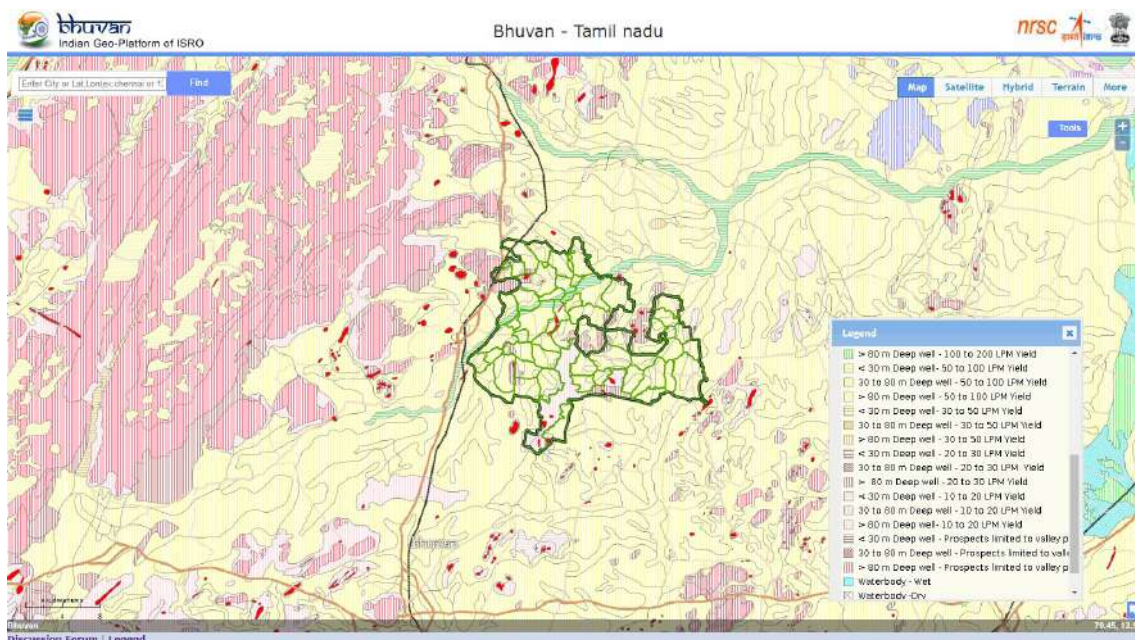 bhuvan
Indian Geo-Platform of ISRO
Bhuvan - Tamil nadu
nrsc
Find
Map Satellite Hybrid Terrain More
Tools
+
-
Legend
x
> 80 m Deep well - 100 to 200 LPM Yield
< 30 m Deep well - 50 to 100 LPM Yield
30 to 80 m Deep well - 50 to 100 LPM Yield
> 80 m Deep well - 50 to 100 LPM Yield
< 30 m Deep well - 30 to 50 LPM Yield
30 to 80 m Deep well - 30 to 50 LPM Yield
> 80 m Deep well - 30 to 50 LPM Yield
< 30 m Deep well - 20 to 30 LPM Yield
30 to 80 m Deep well - 20 to 30 LPM Yield
> 80 m Deep well - 20 to 30 LPM Yield
< 30 m Deep well - 10 to 20 LPM Yield
30 to 80 m Deep well - 10 to 20 LPM Yield
> 80 m Deep well - 10 to 20 LPM Yield
< 30 m Deep well - Prospects limited to valley p
30 to 80 m Deep well - Prospects limited to vall
> 80 m Deep well - Prospects limited to valley p
Waterbody - Wet
Waterbody -Dry
KILOMETERS
Bhuvan
Discussion Forum | Legend